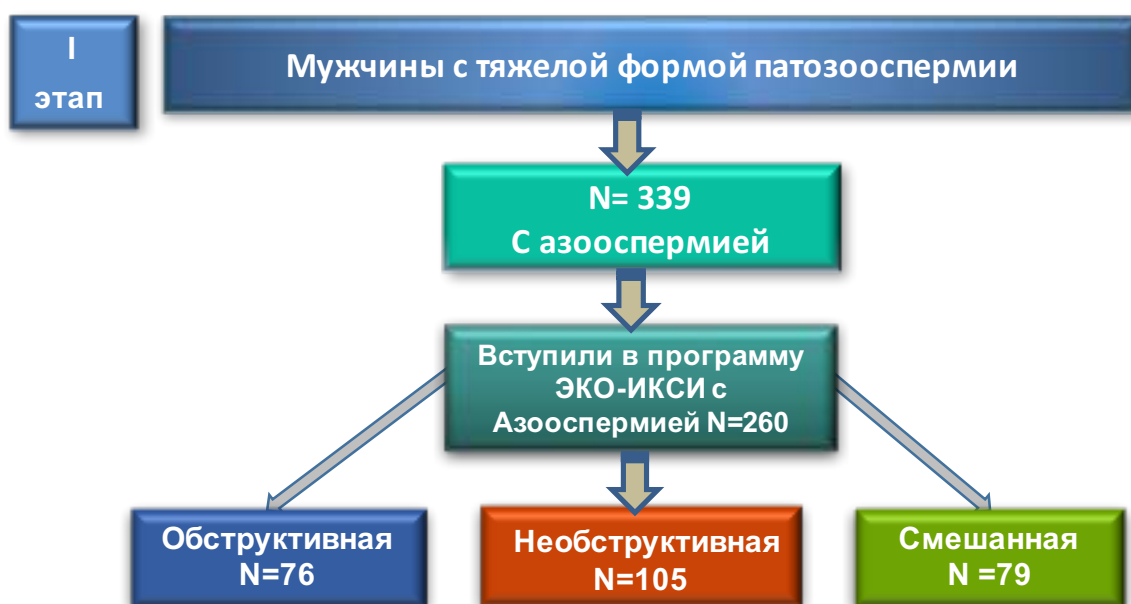 I
этап
Мужчины с тяжелой формой патозооспермии
N= 339
С азооспермией
Вступили в программу
ЭКО-ИКСИ с
Азооспермией N=260
Обструктивная
N=76
Необструктивная
N=105
Смешанная
N =79